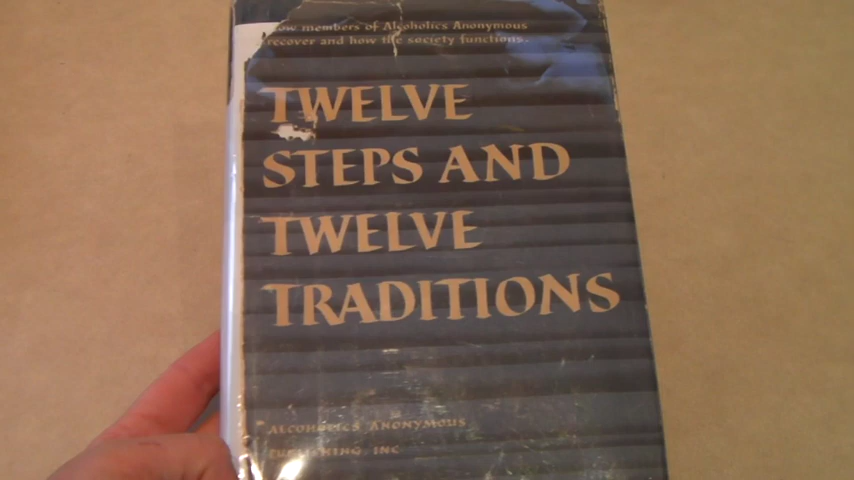 how members of Alcoholics Anonymous
recover and how the society functions.
TWELVE
STEPS AND
TWELVE
TRADITIONS
ALCOHOLICS ANONYMOUS
PUBLISHING, INC